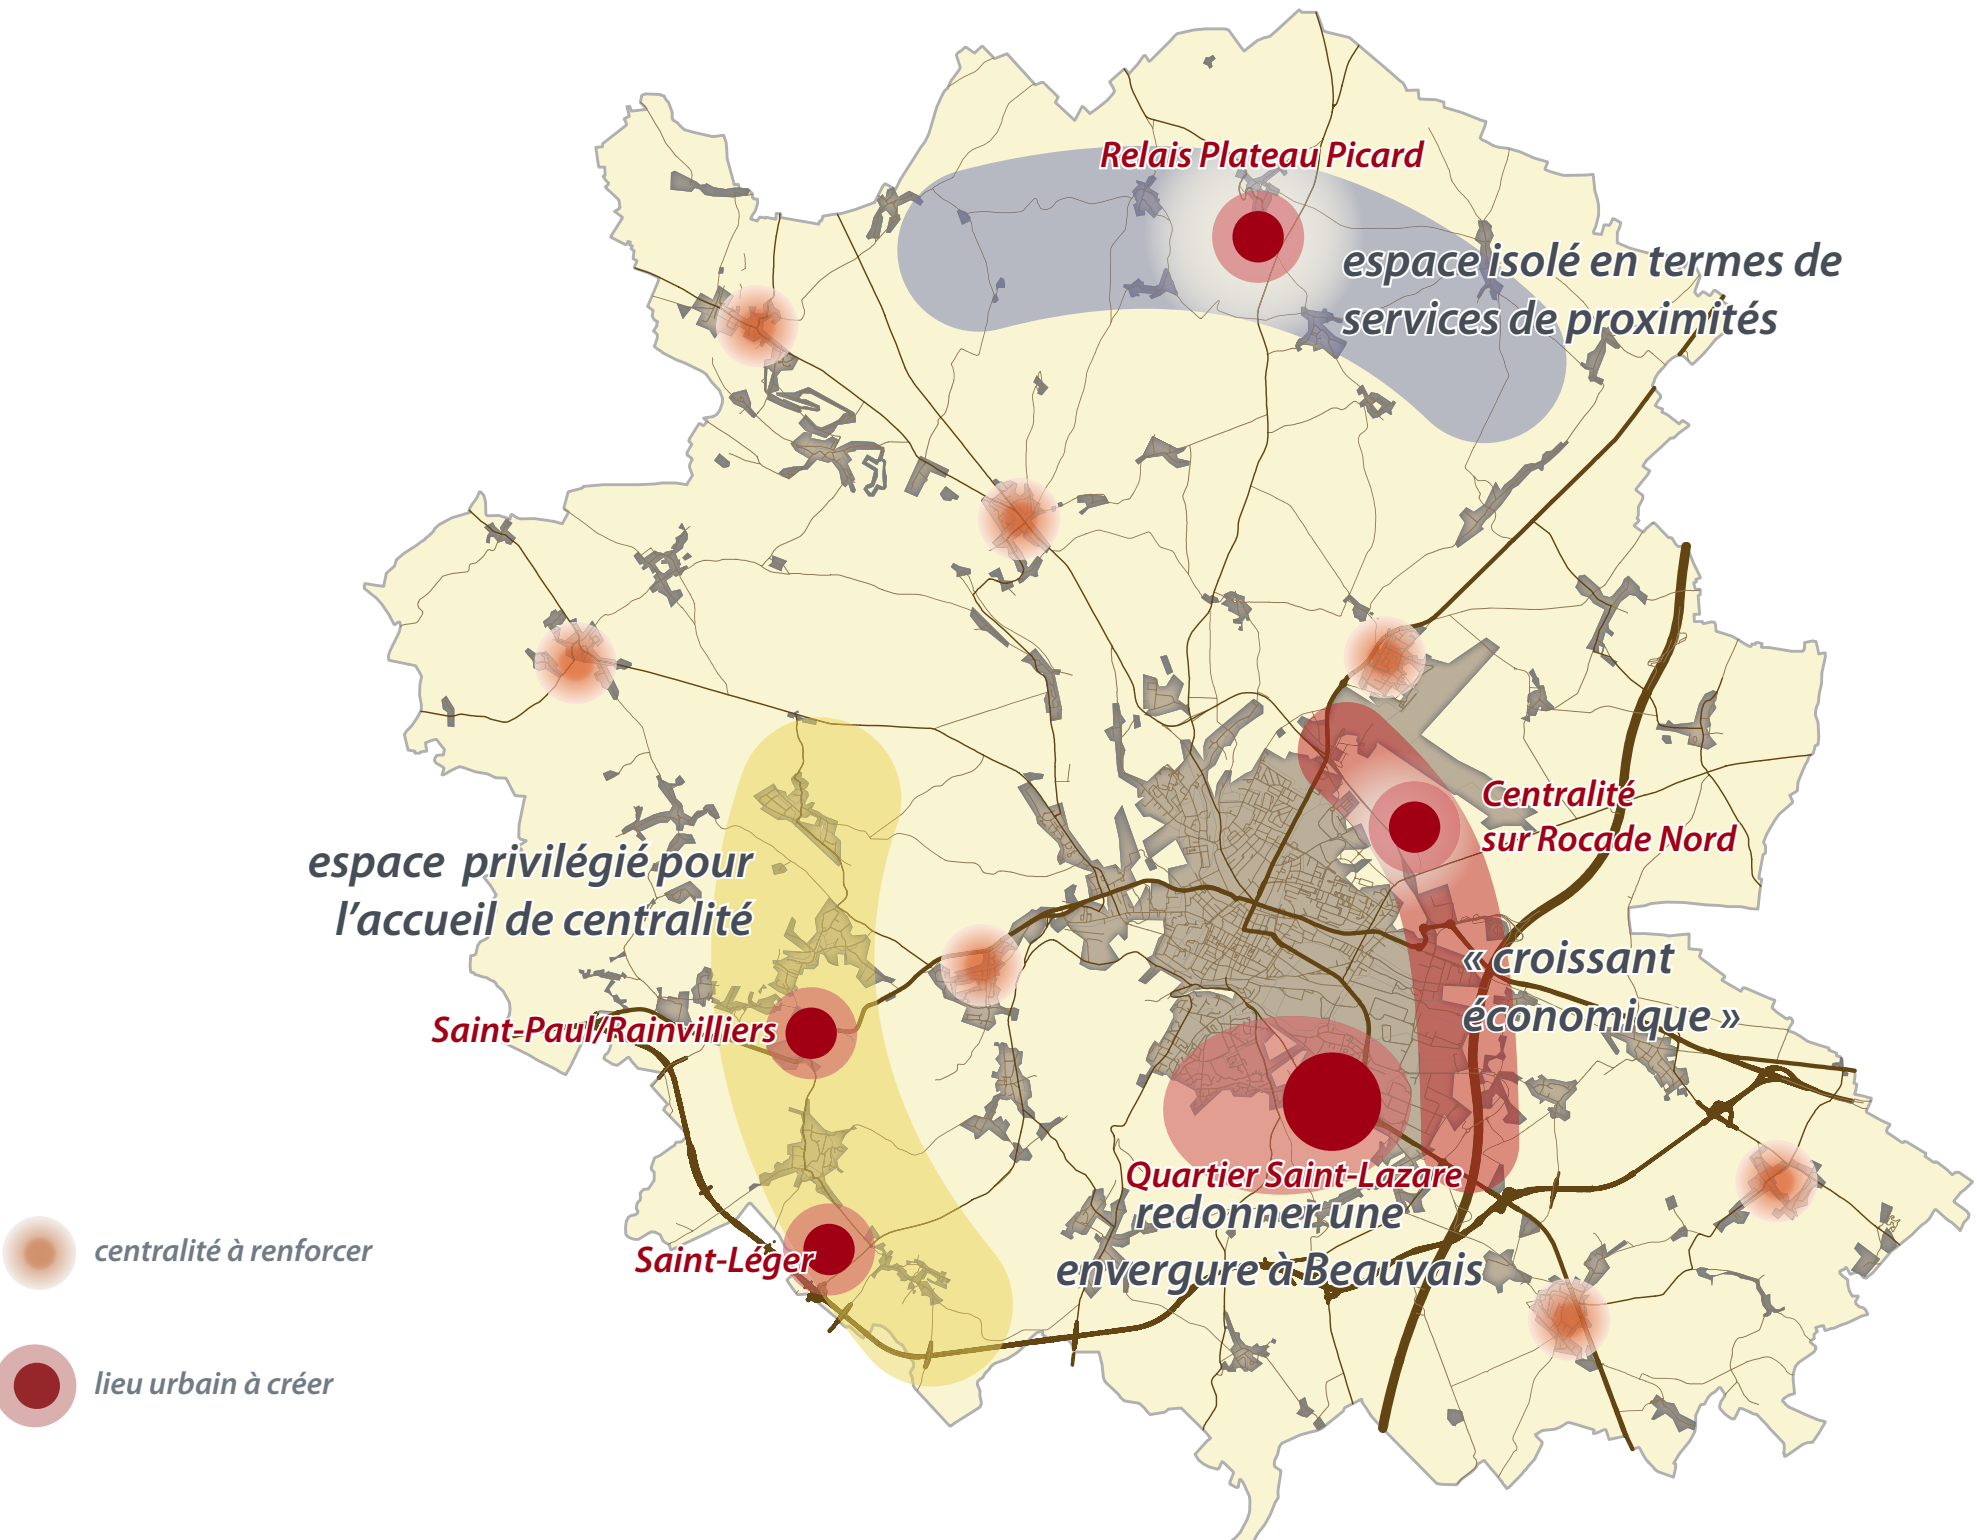 Relais Plateau Picard
espace isolé en termes de
services de proximités
Centralité
sur Rocade Nord
espace privilégié pour
l’accueil de centralité
« croissant
économique »
Saint-Paul/Rainvilliers
Quartier Saint-Lazare
redonner une
envergure à Beauvais
Saint-Léger
centralité à renforcer
lieu urbain à créer